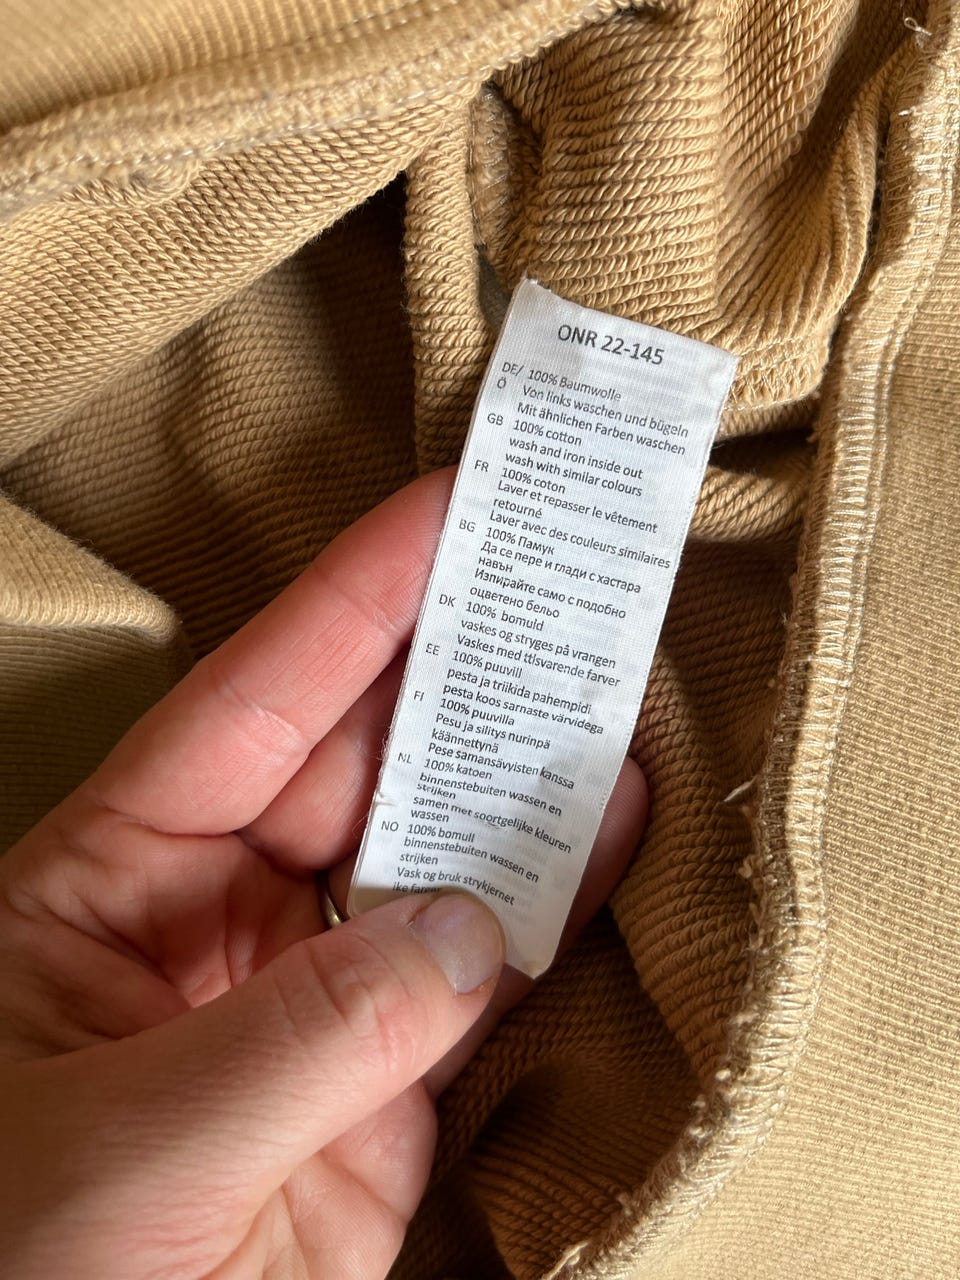 ONR 22-145
DE/ 100% Baumwolle
Ö Von links waschen und bügeln
Mit ähnlichen Farben waschen
GB 100% cotton
wash and iron inside out
wash with similar colours
FR 100% coton
Laver et repasser le vêtement
retourné
Laver avec des couleurs similaires
BG 100% Памук
Да се пере и глади с хастара
навън
Изпирайте само с подобно
оцветено бельо
DK 100% bomuld
vaskes og stryges på vrangen
Vaskes med ttlsvarende farver
EE 100% puuvill
pesta ja triikida pahempidi
pesta koos sarnaste värvidega
FI 100% puuvilla
Pesu ja silitys nurinpä
käännettynä
Pese samansävyisten kanssa
NL 100% katoen
binnenstebuiten wassen en
strijken
samen met soortgelijke kleuren
wassen
NO 100% bomull
binnenstebuiten wassen en
strijken
Vask og bruk strykjernet